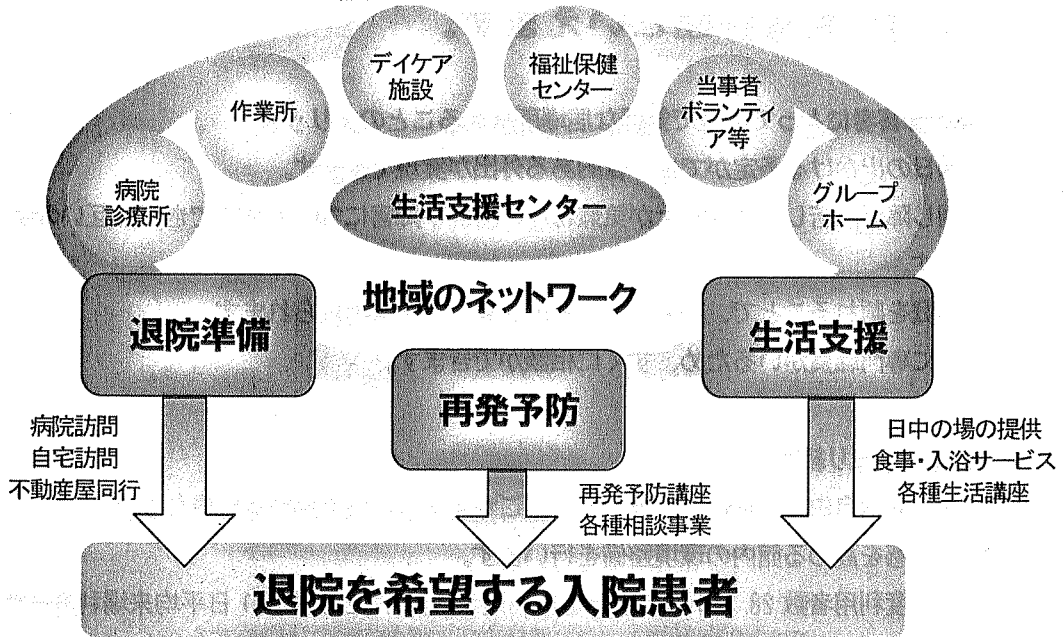 デイケア
施設
福祉保健
センター
作業所
当事者
ボランティ
ア等
病院
診療所
生活支援センター
グループ
ホーム
地域のネットワーク
退院準備
再発予防
生活支援
病院訪問
自宅訪問
不動産屋同行
再発予防講座
各種相談事業
日中の場の提供
食事・入浴サービス
各種生活講座
退院を希望する入院患者